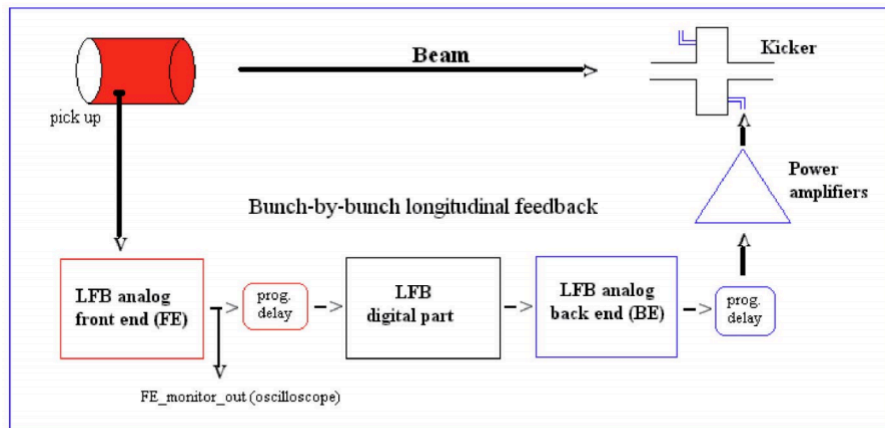 Beam
Kicker
pick up
Power
amplifiers
Bunch-by-bunch longitudinal feedback
LFB analog
front end (FE)
prog.
delay
LFB
digital part
LFB analog
back end (BE)
prog.
delay
FE_monitor_out (oscilloscope)